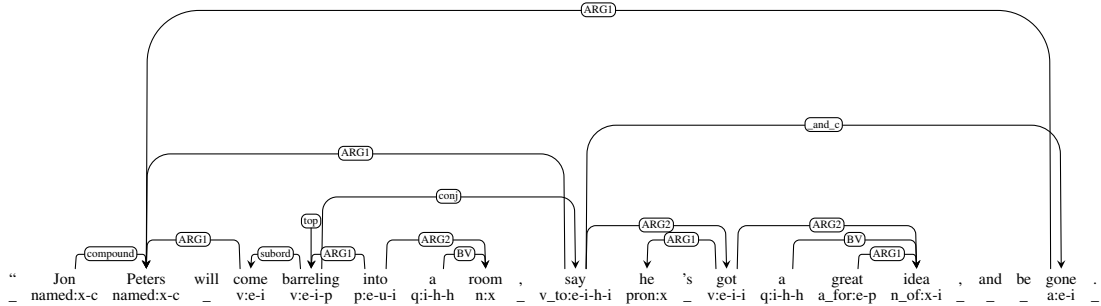 ARG1
_and_c
ARG1
conj
top
ARG2 ARG2
compound ARG1 subord ARG1 ARG2 BV ARG1 BV
ARG1
“ Jon Peters will come barreling into a room , say he 's got a great idea , and be gone .
_ named:x-c named:x-c _ v:e-i v:e-i-p p:e-u-i q:i-h-h n:x _ v_to:e-i-h-i pron:x _ v:e-i-i q:i-h-h a_for:e-p n_of:x-i _ _ _ a:e-i _